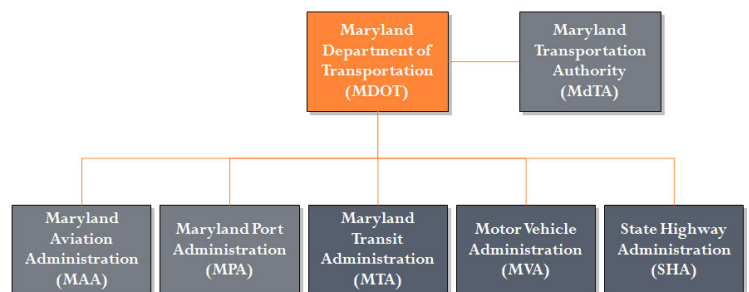 Maryland
Department of
Transportation
(MDOT)
Maryland
Transportation
Authority
(MdTA)
Maryland
Aviation
Administration
(MAA)
Maryland Port
Administration
(MPA)
Maryland
Transit
Administration
(MTA)
Motor Vehicle
Administration
(MVA)
State Highway
Administration
(SHA)